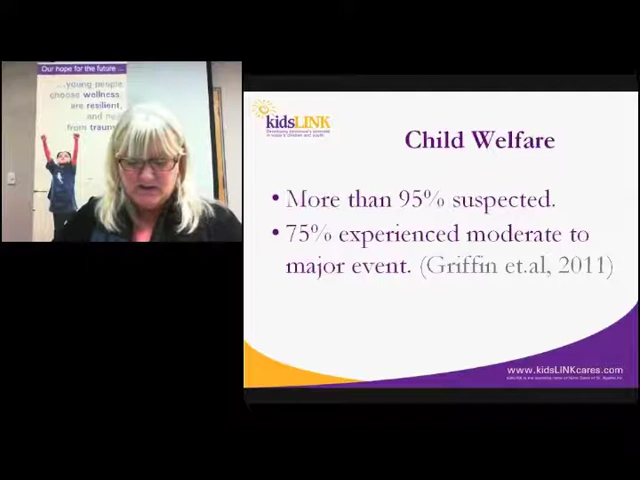 Our hope for the future ...
...young people
choose wellness,
are resilient,
from
kidsLINK
Child Welfare
• More than 95% suspected.
• 75% experienced moderate to
major event. (Griffin et.al, 2011)
www.kidsLINKcares.com